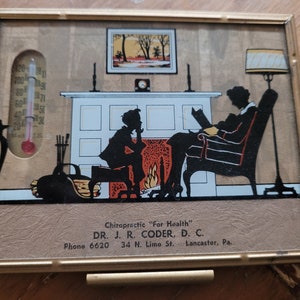 Chiropractic "For Health"
DR. J. R. CODER, D. C.
Phone 6620 34 N. Lime St. Lancaster, Pa.